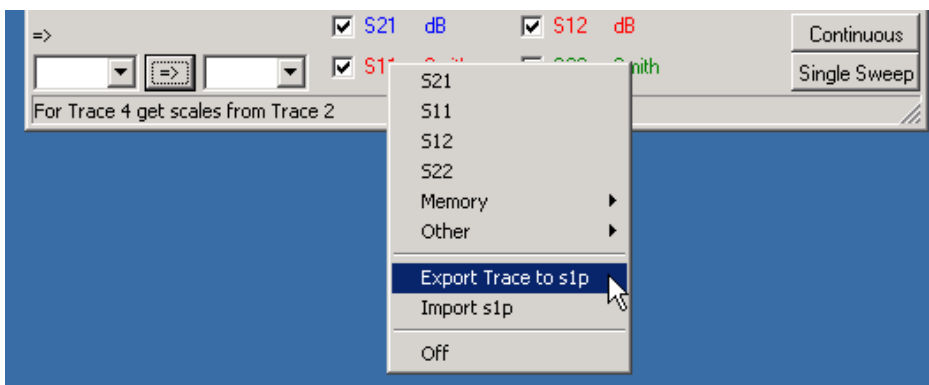 => S21 dB S12 dB Continuous
=> S11 Single Sweep
For Trace 4 get scales from Trace 2
S21
S11
S12
S22
Memory
Other
Export Trace to s1p
Import s1p
Off